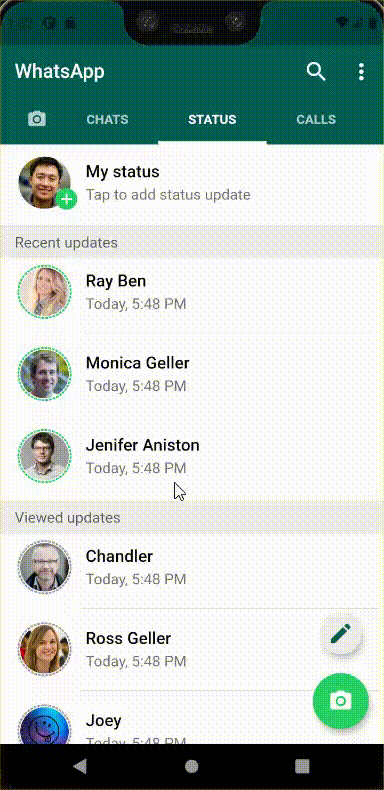 WhatsApp
CHATS STATUS CALLS
My status
Tap to add status update
Recent updates
Ray Ben
Today, 5:48 PM
Monica Geller
Today, 5:48 PM
Jenifer Aniston
Today, 5:48 PM
Viewed updates
Chandler
Today, 5:48 PM
Ross Geller
Today, 5:48 PM
Joey
Today, 5:48 PM